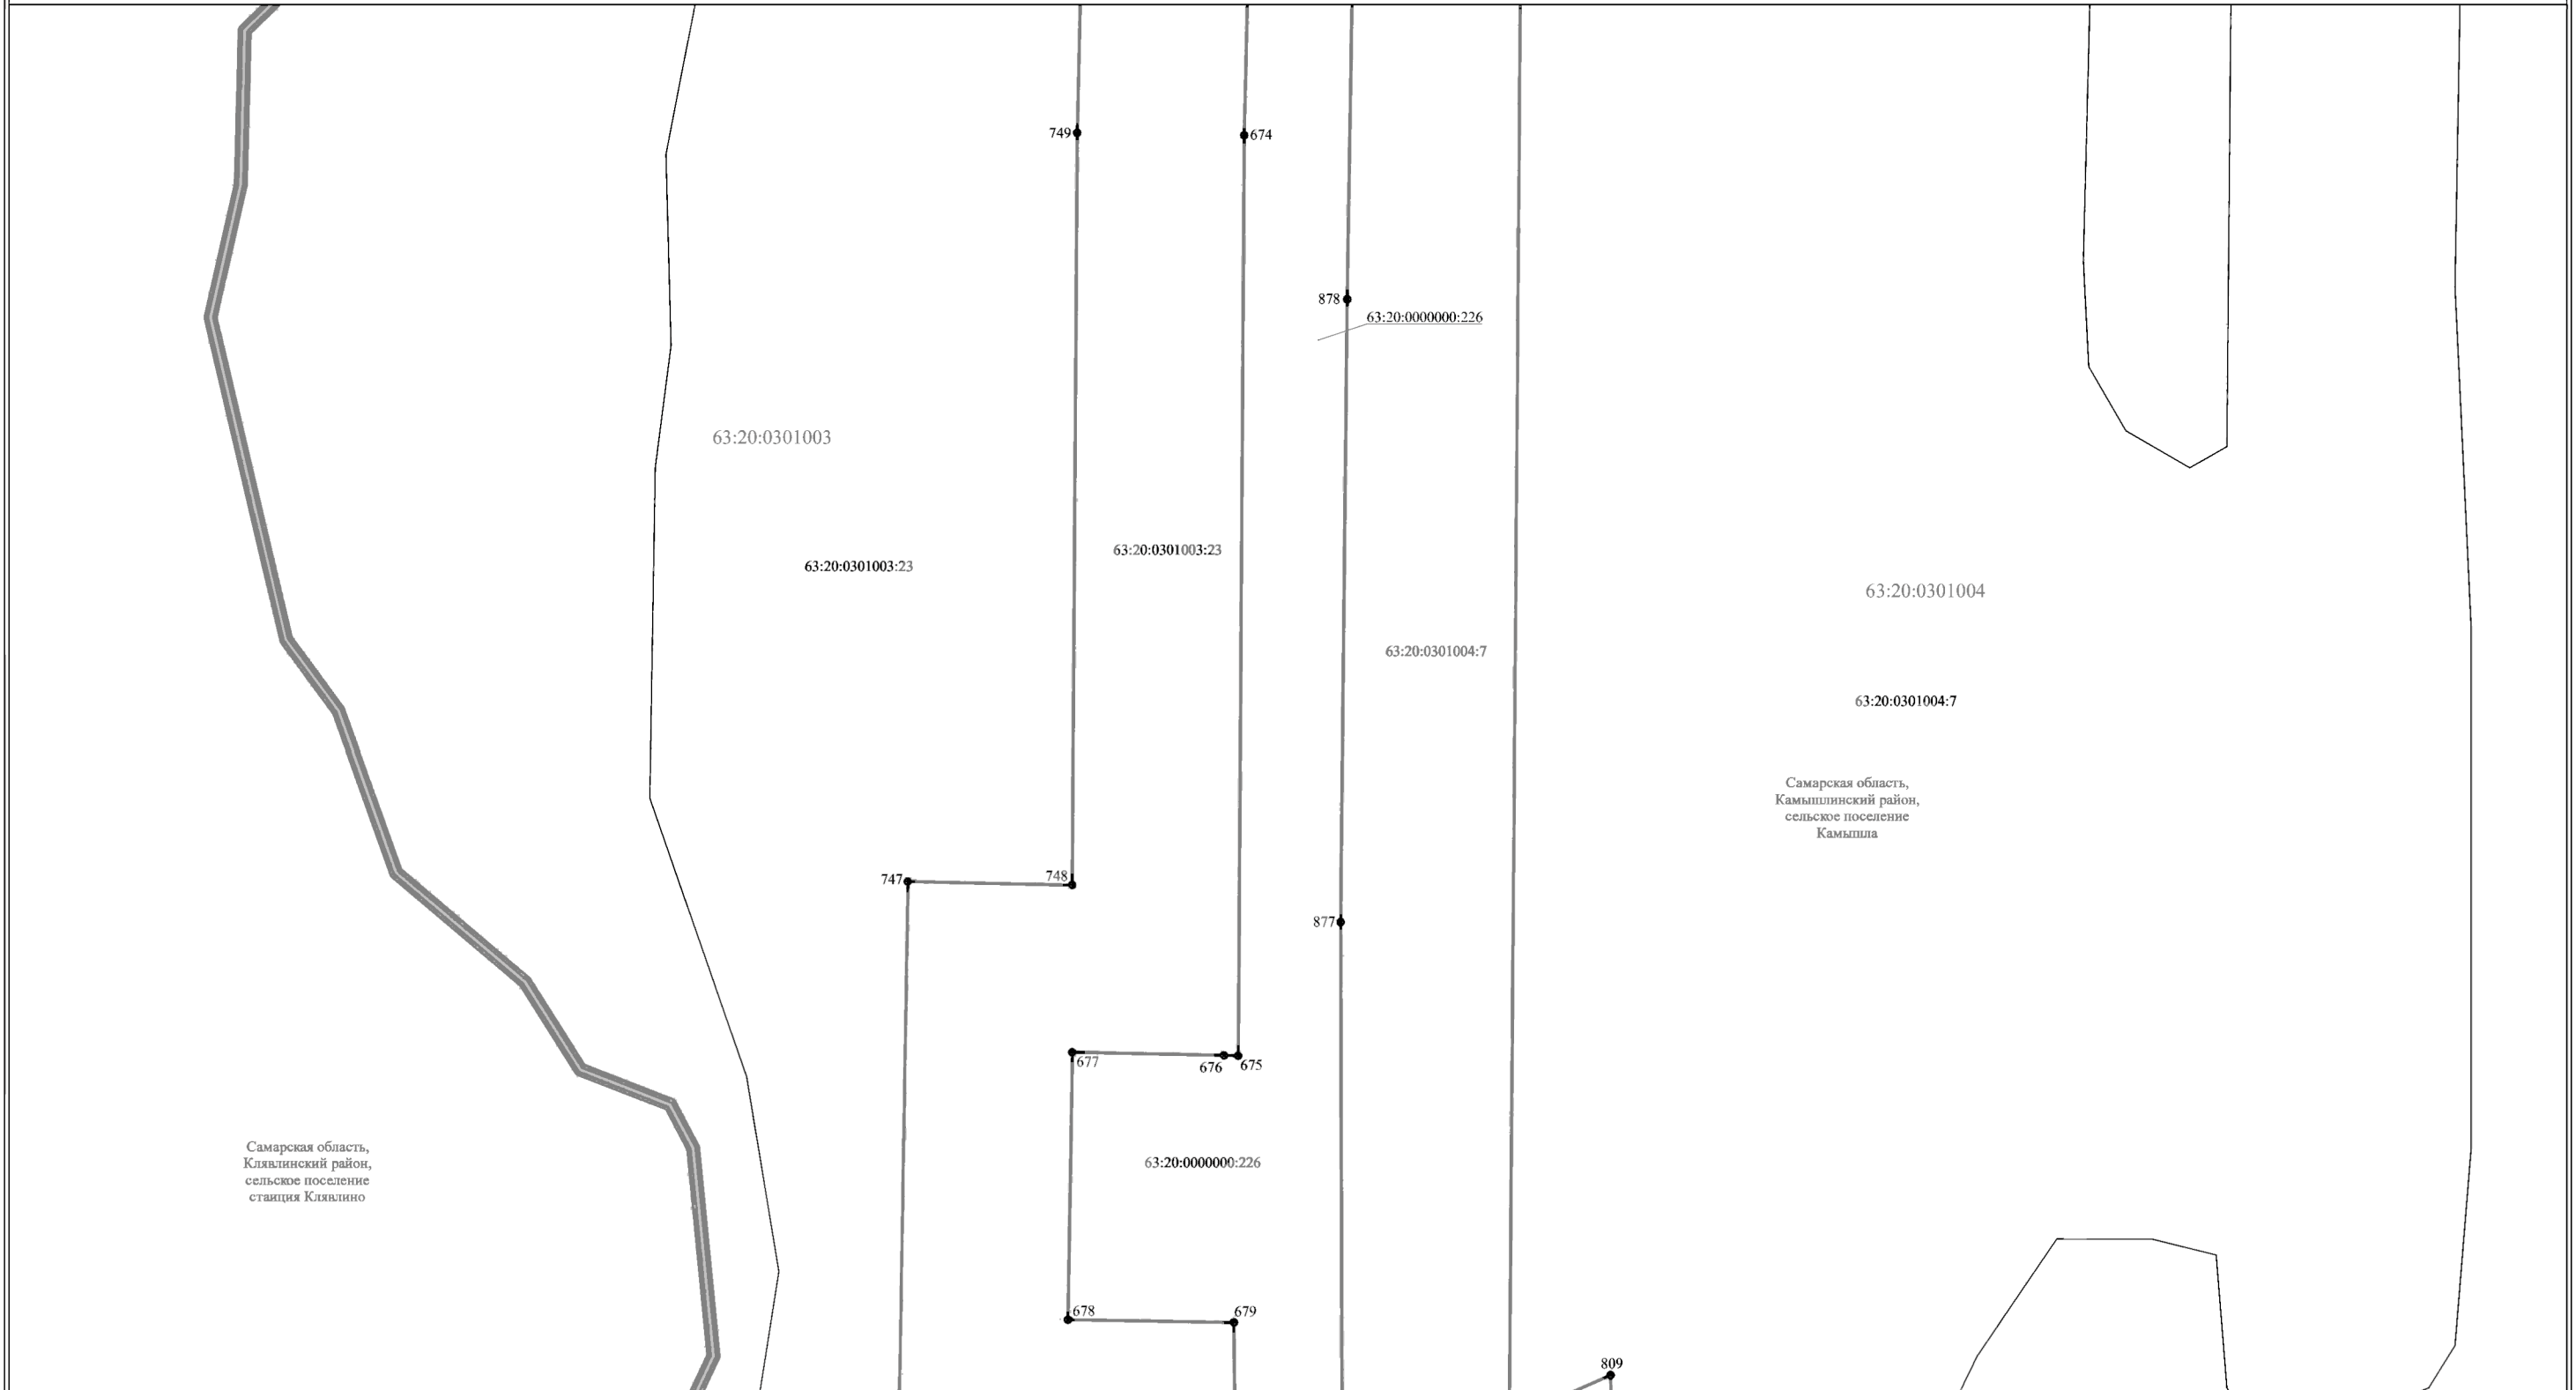 749
674
878
63:20:0000000:226
63:20:0301003
63:20:0301003:23
63:20:0301003:23
63:20:0301004
63:20:0301004:7
63:20:0301004:7
Самарская область,
Камышлинский район,
сельское поселение
Камышла
747
748
877
677
676
675
Самарская область,
Клявлинский район,
сельское поселение
станция Клявлино
63:20:0000000:226
678
679
809